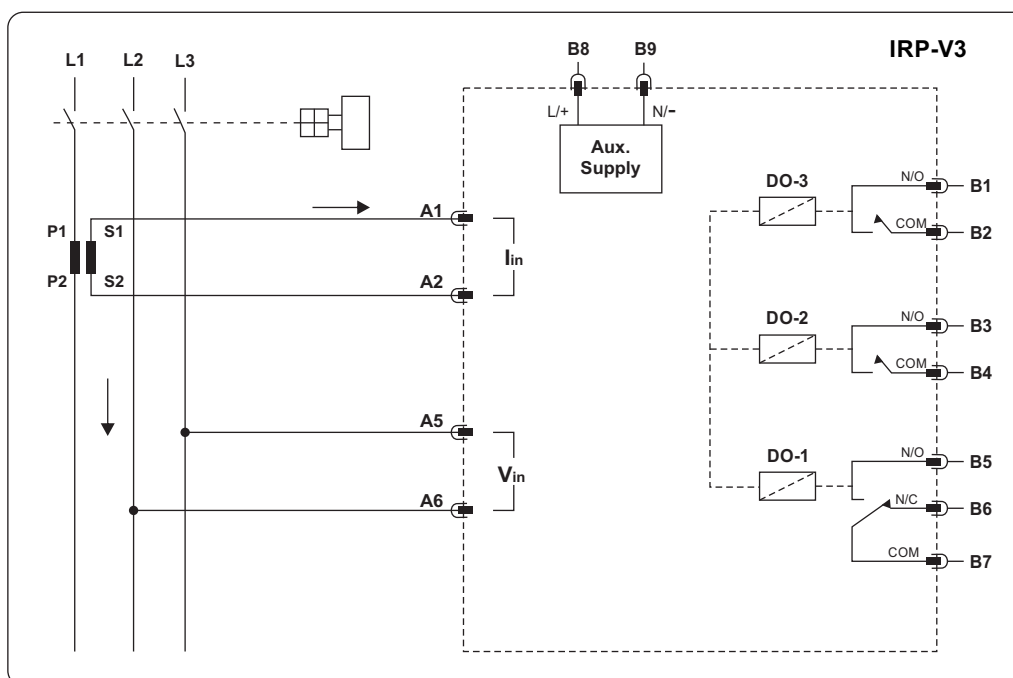 IRP-V3
L1 L2 L3
B8 B9
L/+ N/-
Aux.
Supply
DO-3
N/O
B1
COM
B2
A1
P1 S1
Iin
P2 S2
A2
DO-2
N/O
B3
COM
B4
A5
Vin
A6
DO-1
N/O
B5
N/C
B6
COM
B7